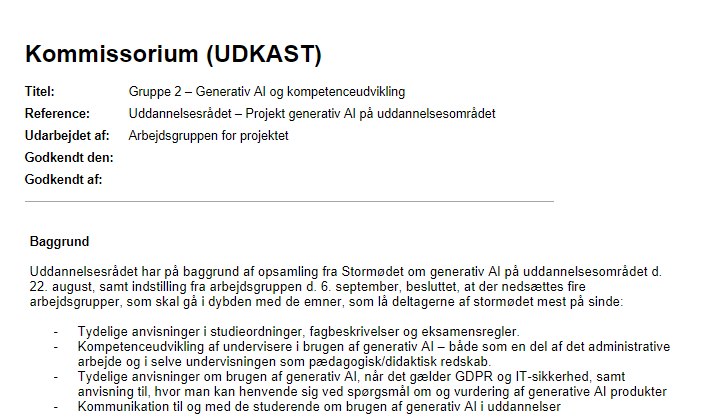 Kommissorium (UDKAST)
Titel: Gruppe 2 – Generativ AI og kompetenceudvikling
Reference: Uddannelsesrådet – Projekt generativ AI på uddannelsesområdet
Udarbejdet af: Arbejdsgruppen for projektet
Godkendt den:
Godkendt af:
Baggrund
Uddannelsesrådet har på baggrund af opsamling fra Stormødet om generativ AI på uddannelsesområdet d.
22. august, samt indstilling fra arbejdsgruppen d. 6. september, besluttet, at der nedsættes fire
arbejdsgrupper, som skal gå i dybden med de emner, som lå deltagerne af stormødet mest på sinde:
- Tydelige anvisninger i studieordninger, fagbeskrivelser og eksamensregler.
- Kompetenceudvikling af undervisere i brugen af generativ AI – både som en del af det administrative
arbejde og i selve undervisningen som pædagogisk/didaktisk redskab.
- Tydelige anvisninger om brugen af generativ AI, når det gælder GDPR og IT-sikkerhed, samt
anvisning til, hvor man kan henvende sig ved spørgsmål om og vurdering af generative AI produkter
- Kommunikation til og med de studerende om brugen af generativ AI i uddannelser